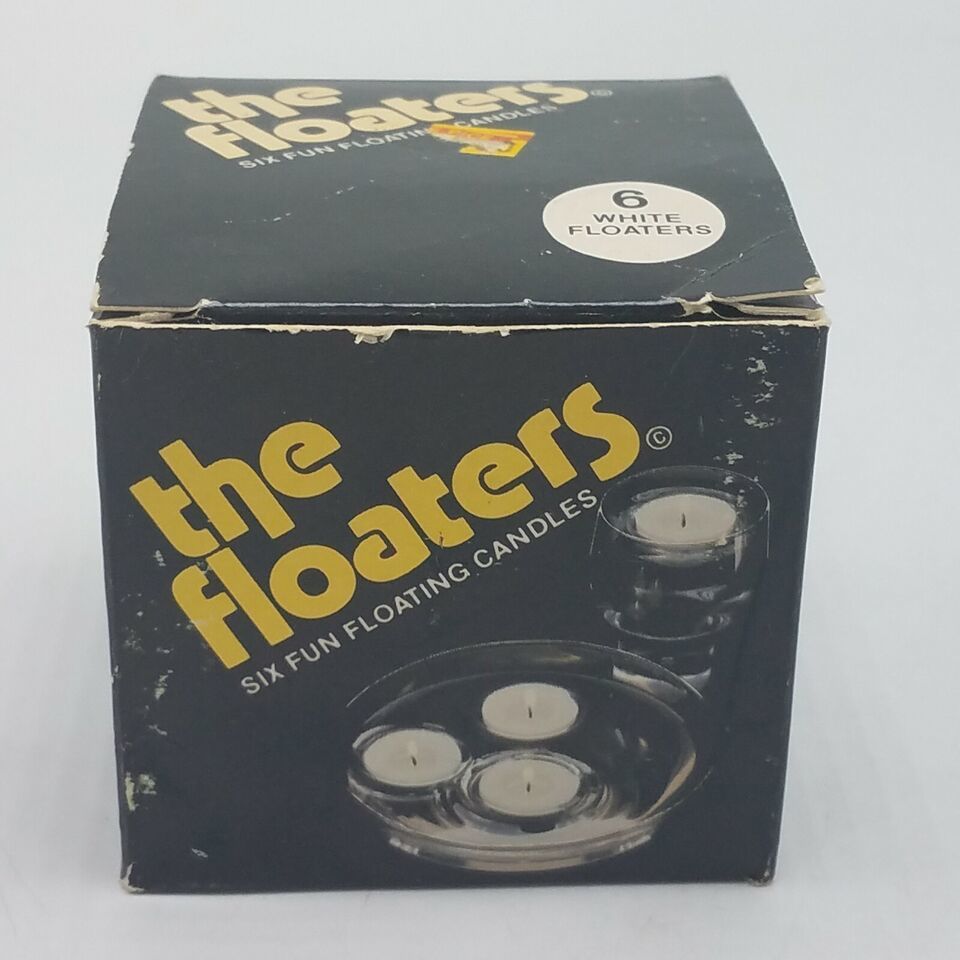 the
floaters ©
SIX FUN FLOATING CANDLES
6
WHITE
FLOATERS
the
floaters ©
SIX FUN FLOATING CANDLES